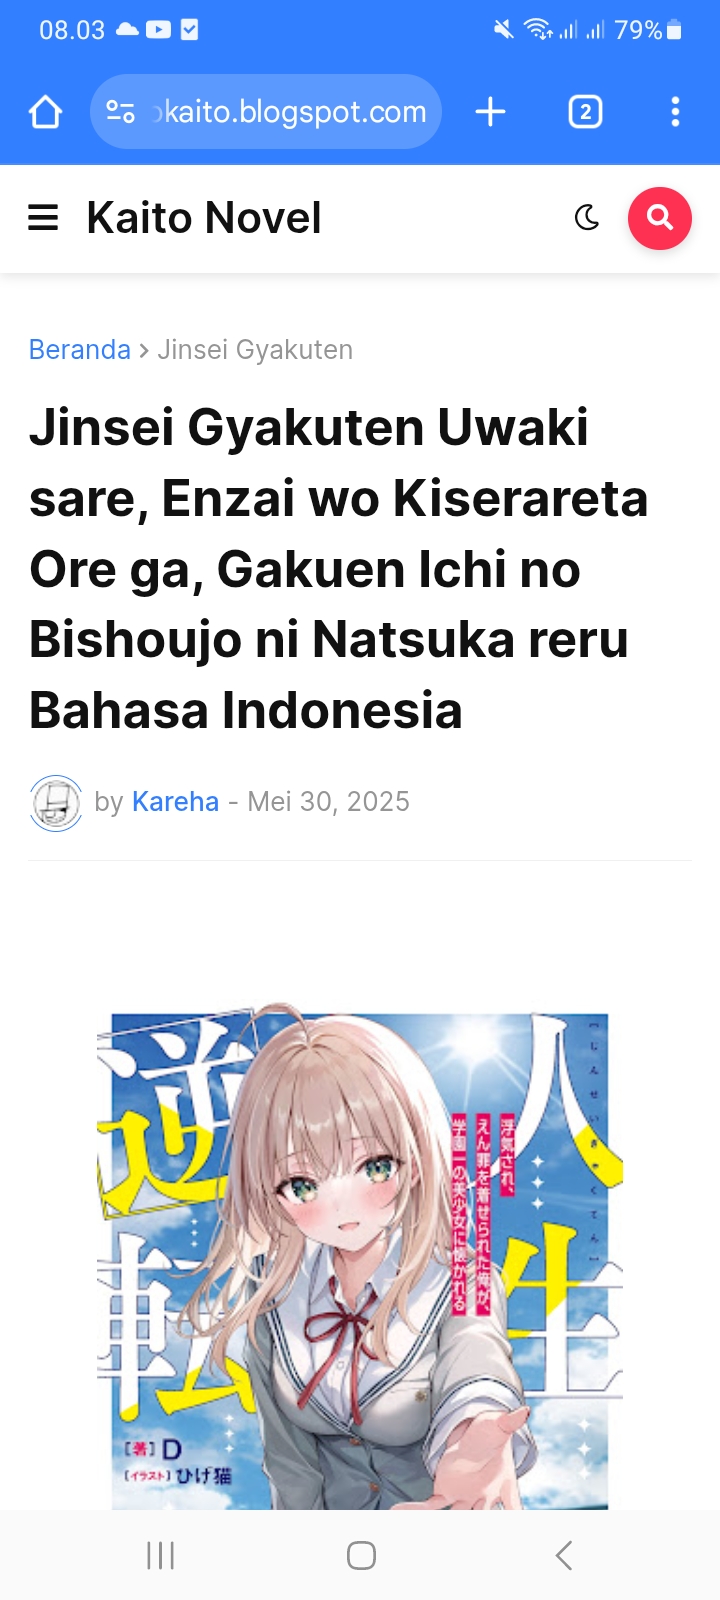 08.03
79%
okaito.blogspot.com
2
Kaito Novel
Beranda > Jinsei Gyakuten
Jinsei Gyakuten Uwaki
sare, Enzai wo Kiserareta
Ore ga, Gakuen Ichi no
Bishoujo ni Natsuka reru
Bahasa Indonesia
by Kareha - Mei 30, 2025
人生
逆転
[じんせいぎゃくてん]
浮気され、
えん罪を着せられた俺が、
学園一の美少女に懐かれる
[著] D
[イラスト] ひげ猫